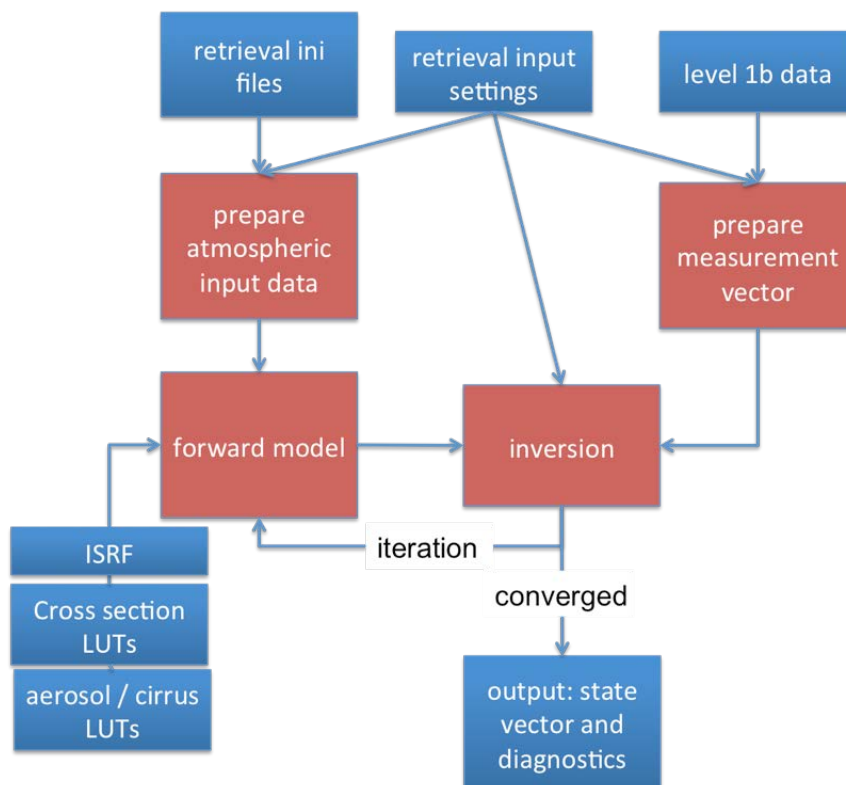 retrieval ini
files
retrieval input
settings
level 1b data
prepare
atmospheric
input data
prepare
measurement
vector
forward model
inversion
iteration
converged
ISRF
Cross section
LUTs
aerosol / cirrus
LUTs
output: state
vector and
diagnostics